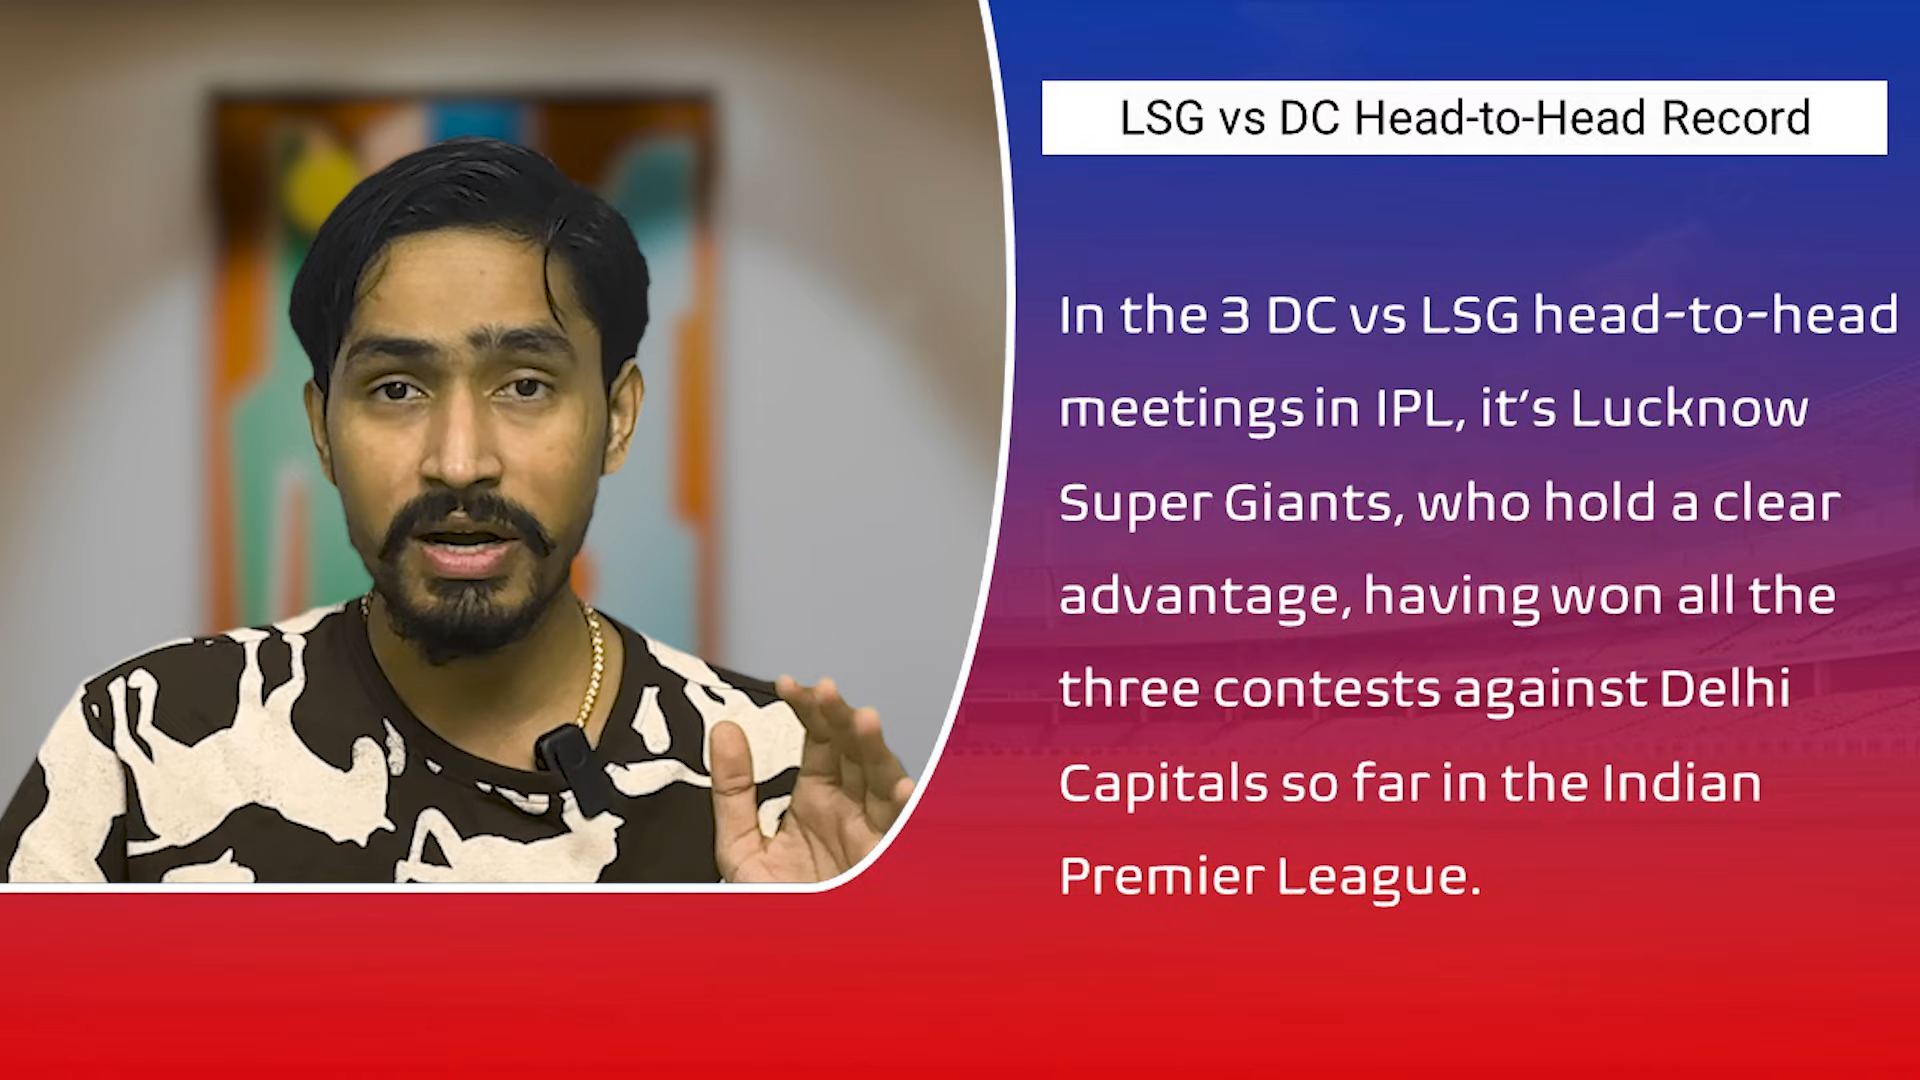 LSG vs DC Head-to-Head Record
In the 3 DC vs LSG head-to-head
meetings in IPL, it's Lucknow
Super Giants, who hold a clear
advantage, having won all the
three contests against Delhi
Capitals so far in the Indian
Premier League.